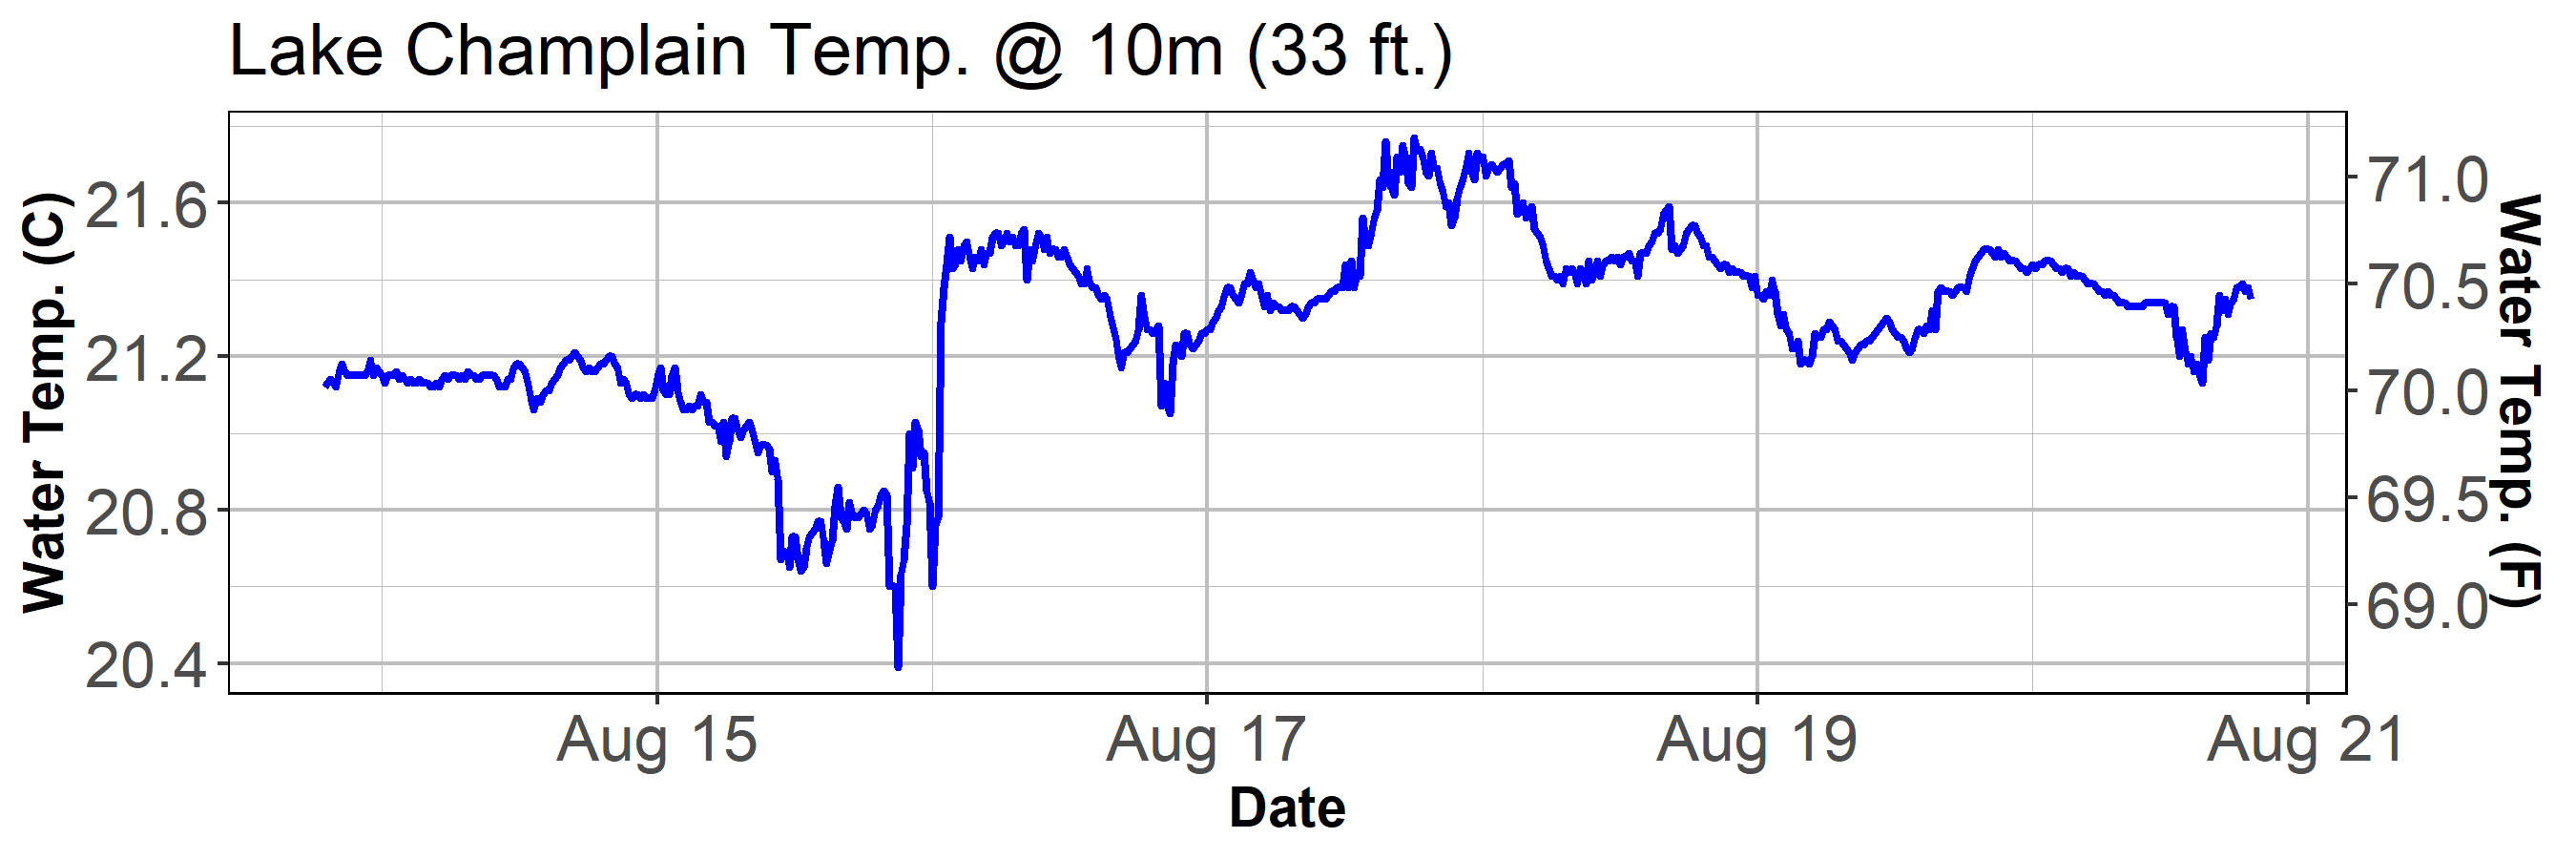 Lake Champlain Temp. @ 10m (33 ft.)
Water Temp. (C)
21.6
21.2
20.8
20.4
71.0
70.5
70.0
69.5
69.0
Water Temp. (F)
Aug 15
Aug 17
Aug 19
Aug 21
Date